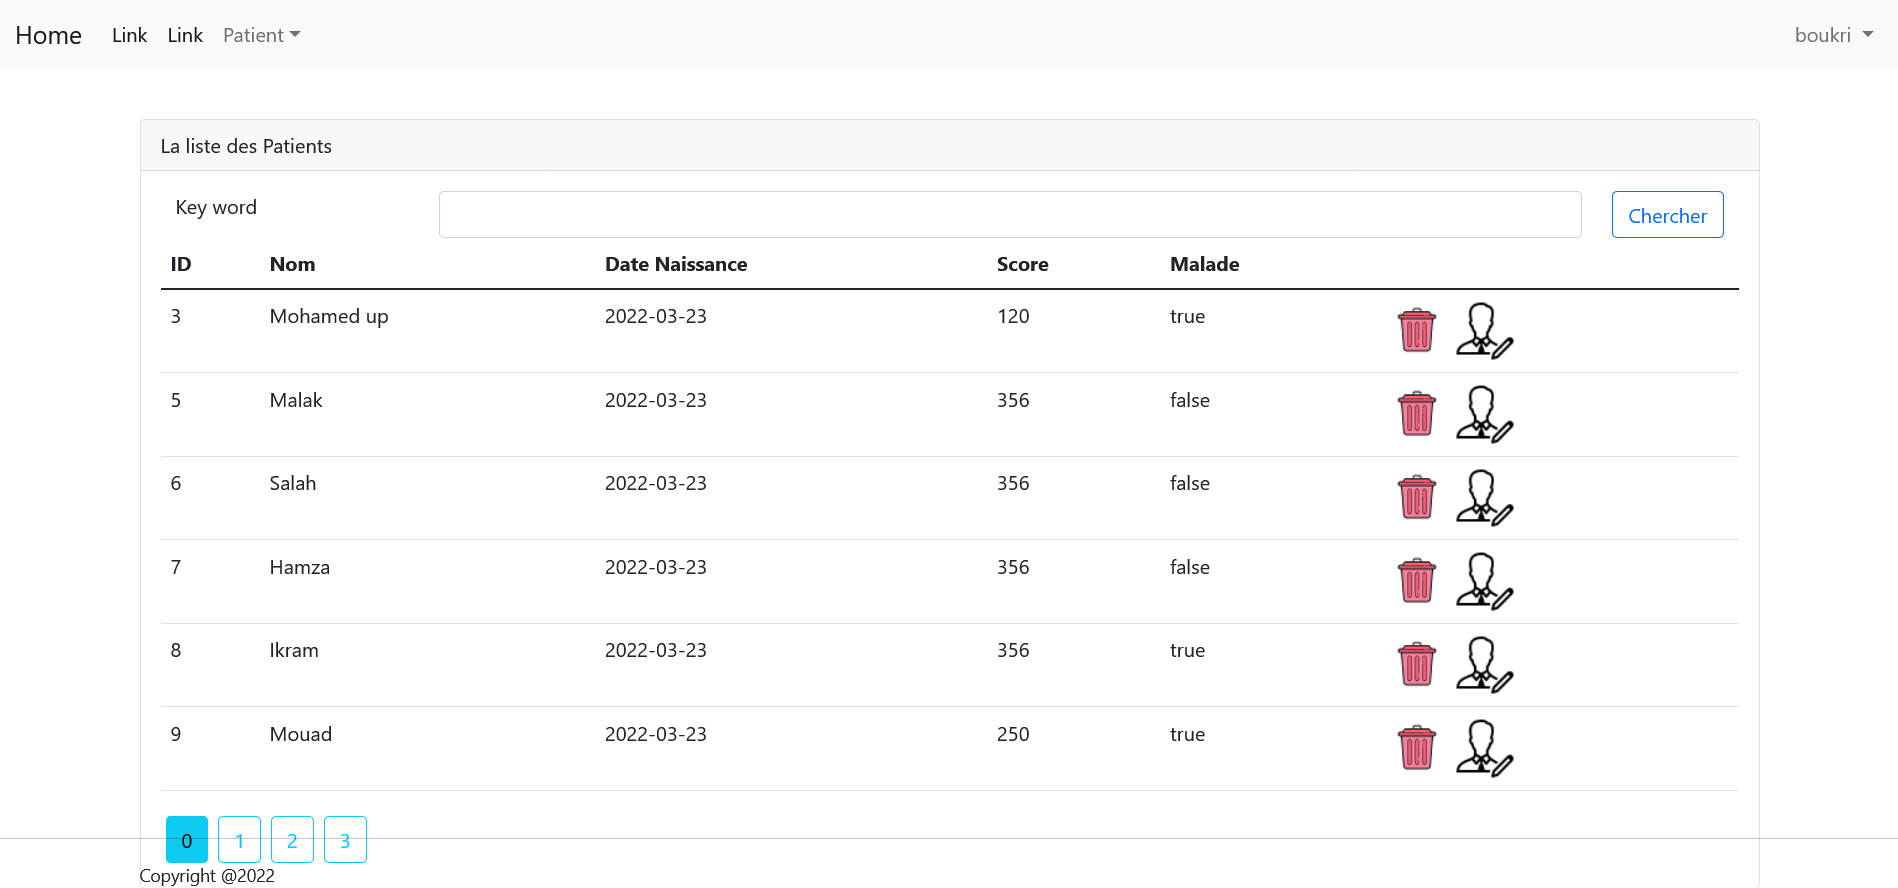 Home Link Link Patient boukri
La liste des Patients
Key word Chercher
ID Nom Date Naissance Score Malade
3 Mohamed up 2022-03-23 120 true
5 Malak 2022-03-23 356 false
6 Salah 2022-03-23 356 false
7 Hamza 2022-03-23 356 false
8 Ikram 2022-03-23 356 true
9 Mouad 2022-03-23 250 true
0 1 2 3
Copyright @2022